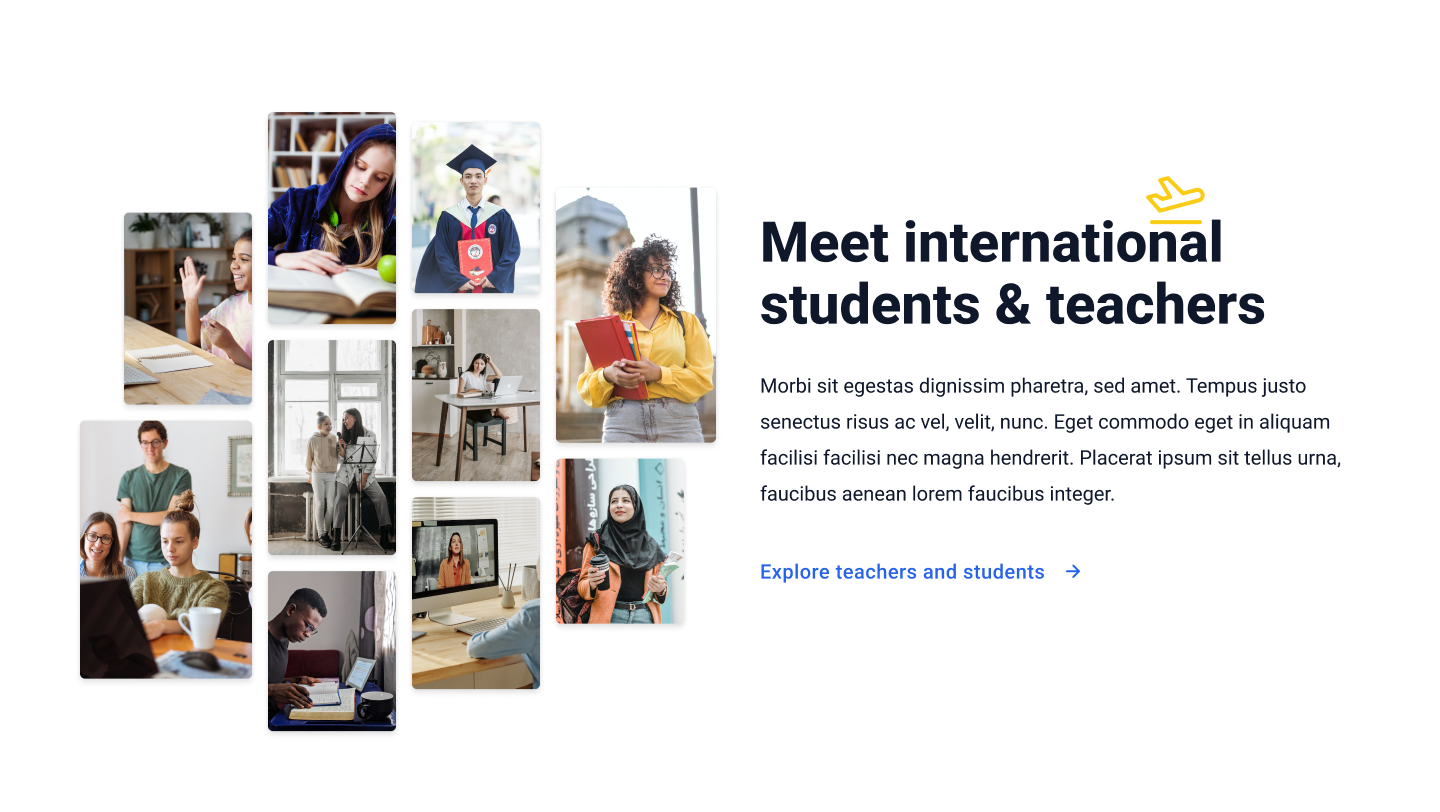 Meet international
students & teachers
Morbi sit egestas dignissim pharetra, sed amet. Tempus justo
senectus risus ac vel, velit, nunc. Eget commodo eget in aliquam
facilisi facilisi nec magna hendrerit. Placerat ipsum sit tellus urna,
faucibus aenean lorem faucibus integer.
Explore teachers and students